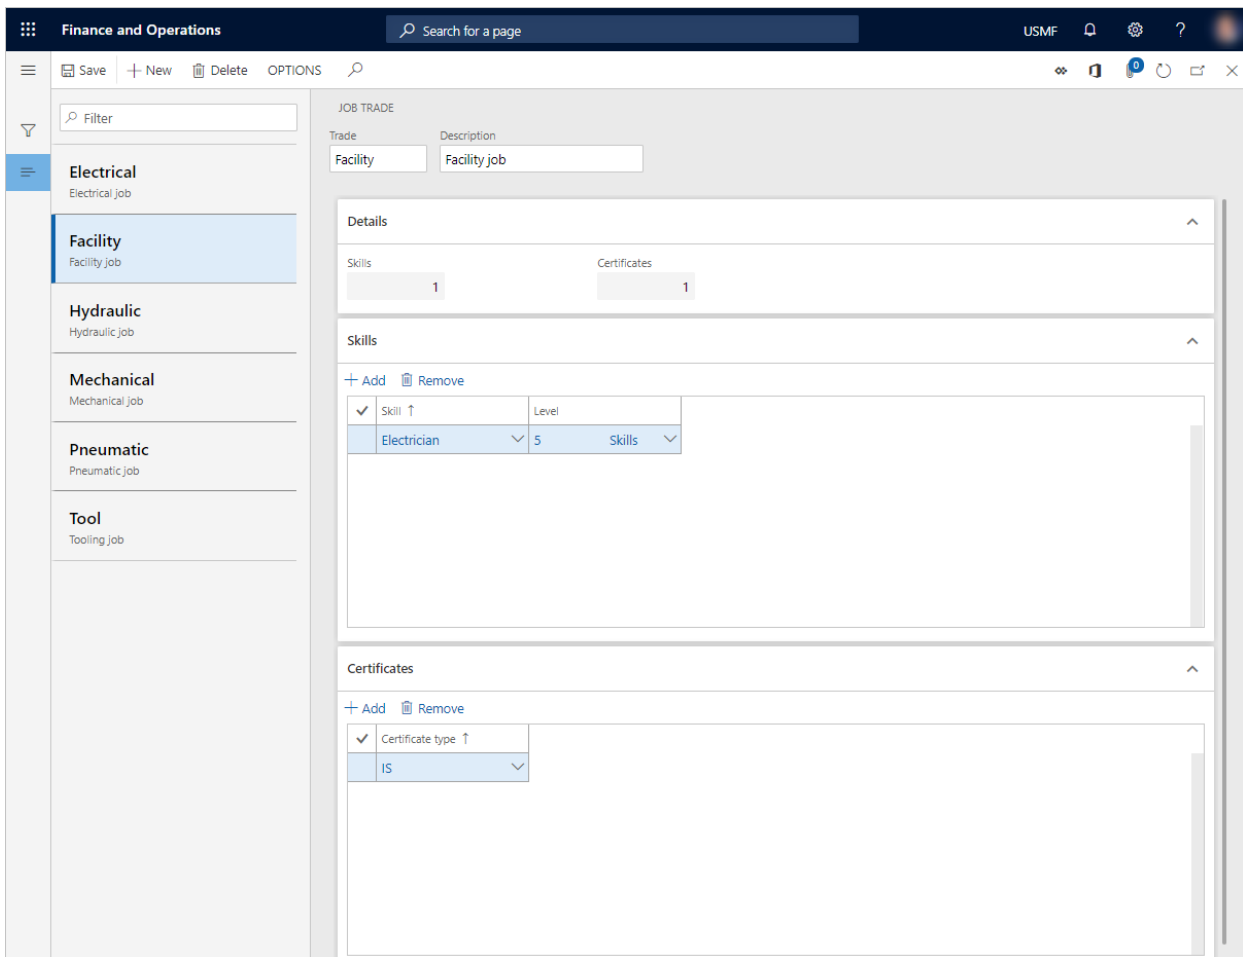 Finance and Operations
Search for a page
USMF
?
Save
New
Delete
OPTIONS
0
Filter
Electrical
Electrical job
Facility
Facility job
Hydraulic
Hydraulic job
Mechanical
Mechanical job
Pneumatic
Pneumatic job
Tool
Tooling job
JOB TRADE
Trade Description
Facility Facility job
Details
Skills Certificates
1 1
Skills
Add Remove
Skill ↑ Level
Electrician 5 Skills
Certificates
Add Remove
Certificate type ↑
IS